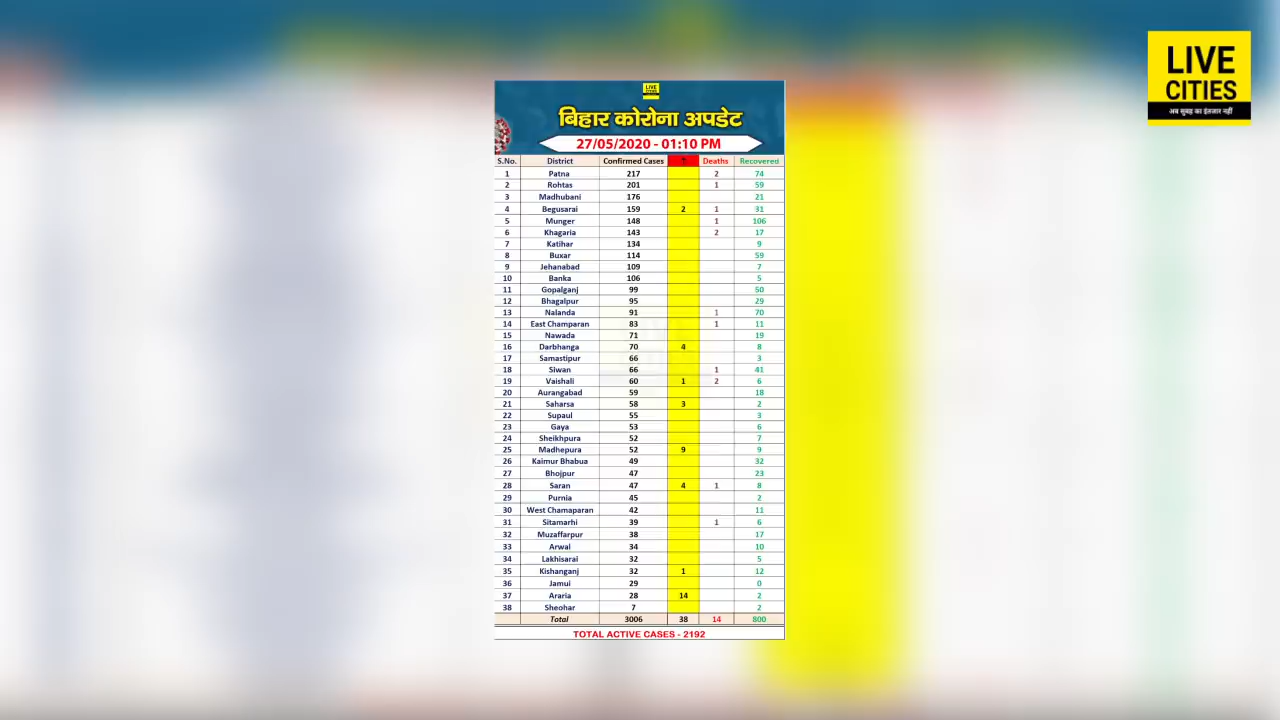 LIVE
CITIES
अब सुबह का इंतजार नहीं
LIVE
CITIES
बिहार कोरोना अपडेट
27/05/2020 - 01:10 PM
S.No. District Confirmed Cases Deaths Recovered
1 Patna 217 2 74
2 Rohtas 201 1 59
3 Madhubani 176 21
4 Begusarai 159 2 1 31
5 Munger 148 1 106
6 Khagaria 143 2 17
7 Katihar 134 9
8 Buxar 114 59
9 Jehanabad 109 7
10 Banka 106 5
11 Gopalganj 99 50
12 Bhagalpur 95 29
13 Nalanda 91 1 70
14 East Champaran 83 1 11
15 Nawada 71 19
16 Darbhanga 70 4 8
17 Samastipur 66 3
18 Siwan 66 1 41
19 Vaishali 60 1 2 6
20 Aurangabad 59 18
21 Saharsa 58 3 2
22 Supaul 55 3
23 Gaya 53 6
24 Sheikhpura 52 7
25 Madhepura 52 9 9
26 Kaimur Bhabua 49 32
27 Bhojpur 47 23
28 Saran 47 4 1 8
29 Purnia 45 2
30 West Chamaparan 42 11
31 Sitamarhi 39 1 6
32 Muzaffarpur 38 17
33 Arwal 34 10
34 Lakhisarai 32 5
35 Kishanganj 32 1 12
36 Jamui 29 0
37 Araria 28 14 2
38 Sheohar 7 2
Total 3006 38 14 800
TOTAL ACTIVE CASES - 2192